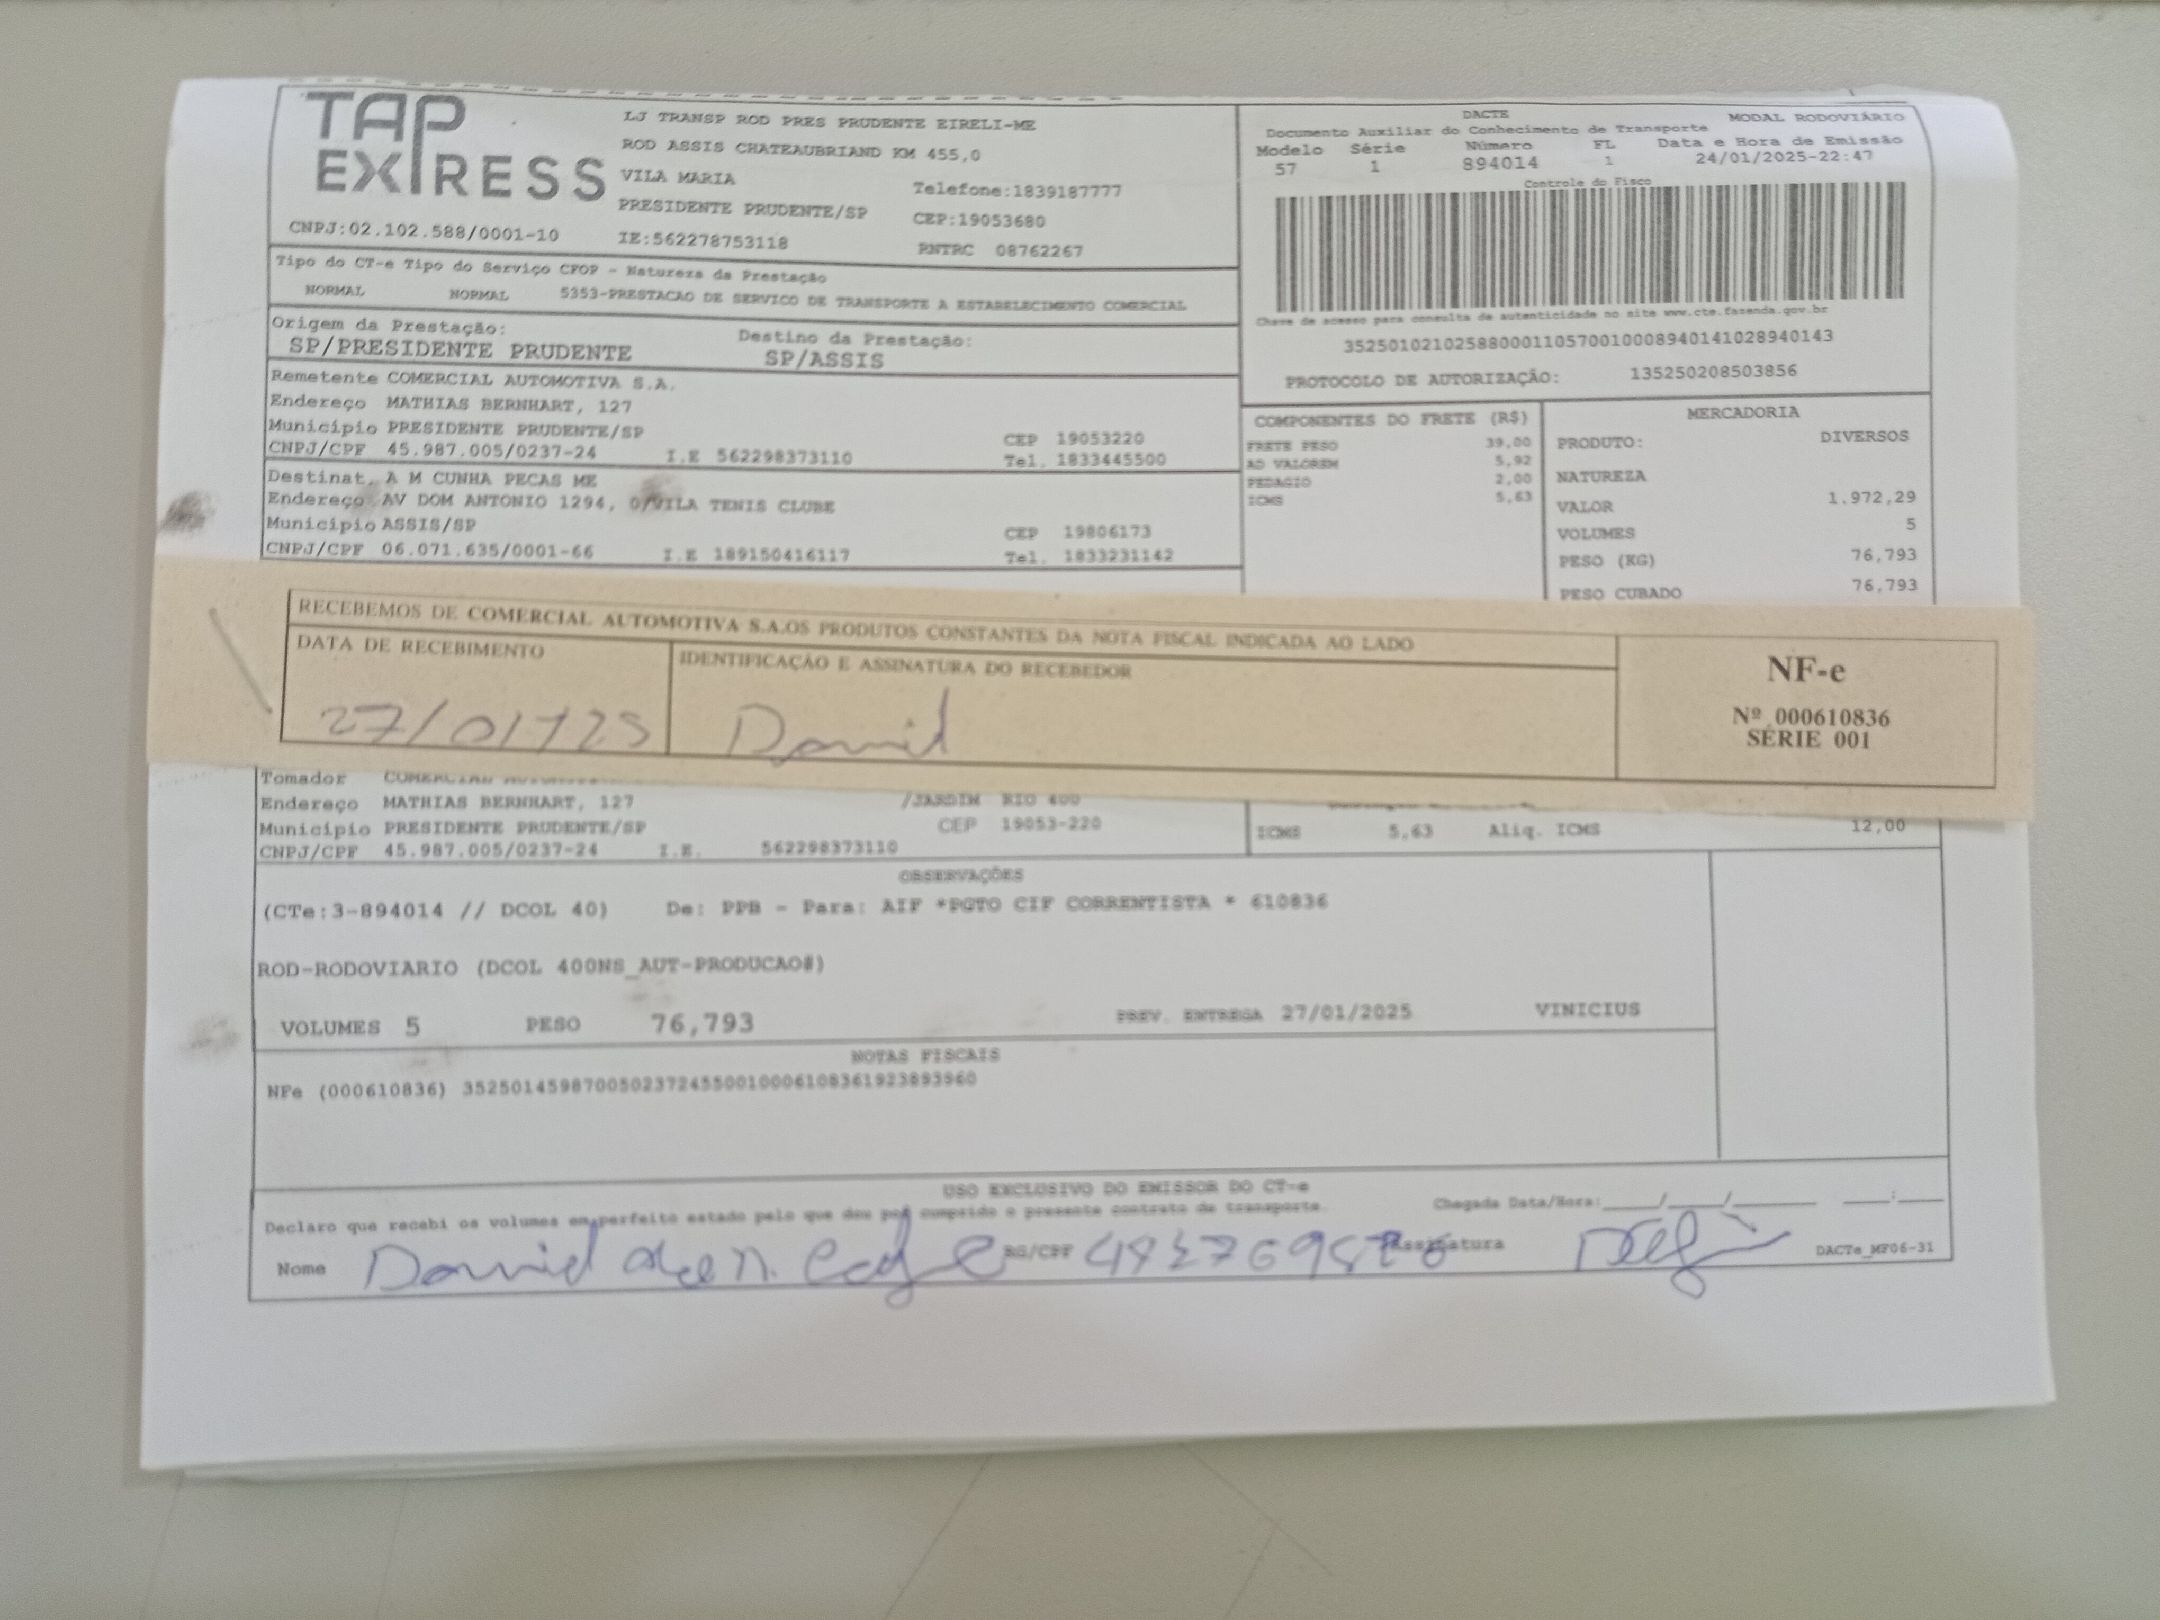 TAP EXPRESS
LJ TRANSP ROD PRES PRUDENTE EIRELI-ME
ROD ASSIS CHATEAUBRIAND KM 455,0
VILA MARIA Telefone:1839187777
PRESIDENTE PRUDENTE/SP CEP:19053680
CNPJ:02.102.588/0001-10 IE:562278753118 RNTRC 08762267
DACTE MODAL RODOVIÁRIO
Documento Auxiliar do Conhecimento de Transporte
Modelo Série Número FL Data e Hora de Emissão
57 1 894014 1 24/01/2025-22:47
Controle do Fisco
Chave de acesso para consulta de autenticidade no site www.cte.fazenda.gov.br
35250102102588000110570010008940141028940143
PROTOCOLO DE AUTORIZAÇÃO: 135250208503856
Tipo do CT-e Tipo do Serviço CFOP - Natureza da Prestação
NORMAL NORMAL 5353-PRESTACAO DE SERVICO DE TRANSPORTE A ESTABELECIMENTO COMERCIAL
Origem da Prestação: Destino da Prestação:
SP/PRESIDENTE PRUDENTE SP/ASSIS
Remetente COMERCIAL AUTOMOTIVA S.A.
Endereço MATHIAS BERNHART, 127
Município PRESIDENTE PRUDENTE/SP CEP 19053220
CNPJ/CPF 45.987.005/0237-24 I.E 562298373110 Tel. 1833445500
Destinat. A M CUNHA PECAS ME
Endereço AV DOM ANTONIO 1294, 0/VILA TENIS CLUBE
Município ASSIS/SP CEP 19806173
CNPJ/CPF 06.071.635/0001-66 I.E 189150416117 Tel. 1833231142
COMPONENTES DO FRETE (R$)
FRETE PESO 39,00
AD VALOREM 5,92
PEDAGIO 2,00
ICMS 5,63
MERCADORIA
PRODUTO: DIVERSOS
NATUREZA
VALOR 1.972,29
VOLUMES 5
PESO (KG) 76,793
PESO CUBADO 76,793
RECEBEMOS DE COMERCIAL AUTOMOTIVA S.A.OS PRODUTOS CONSTANTES DA NOTA FISCAL INDICADA AO LADO
DATA DE RECEBIMENTO IDENTIFICAÇÃO E ASSINATURA DO RECEBEDOR
27/01/25 David
NF-e
Nº 000610836
SÉRIE 001
Tomador COMERCIAL
Endereço MATHIAS BERNHART, 127 /JARDIM RIO 400
Município PRESIDENTE PRUDENTE/SP CEP 19053-220
CNPJ/CPF 45.987.005/0237-24 I.E. 562298373110
ICMS 5,63 Aliq. ICMS 12,00
OBSERVAÇÕES
(CTe:3-894014 // DCOL 40) De: PPB - Para: AIF *PGTO CIF CORRENTISTA * 610836
ROD-RODOVIARIO (DCOL 400NS_AUT-PRODUCAO#)
VOLUMES 5 PESO 76,793 PREV. ENTREGA 27/01/2025 VINICIUS
NOTAS FISCAIS
NFe (000610836) 35250145987005023724550010006108361923893960
USO EXCLUSIVO DO EMISSOR DO CT-e
Declaro que recebi os volumes em perfeito estado pelo que dou por cumprido o presente contrato de transporte.
Chegada Data/Hora:____/____/______ ____:____
Nome David RG/CPF Assinatura DACTe_MF06-31